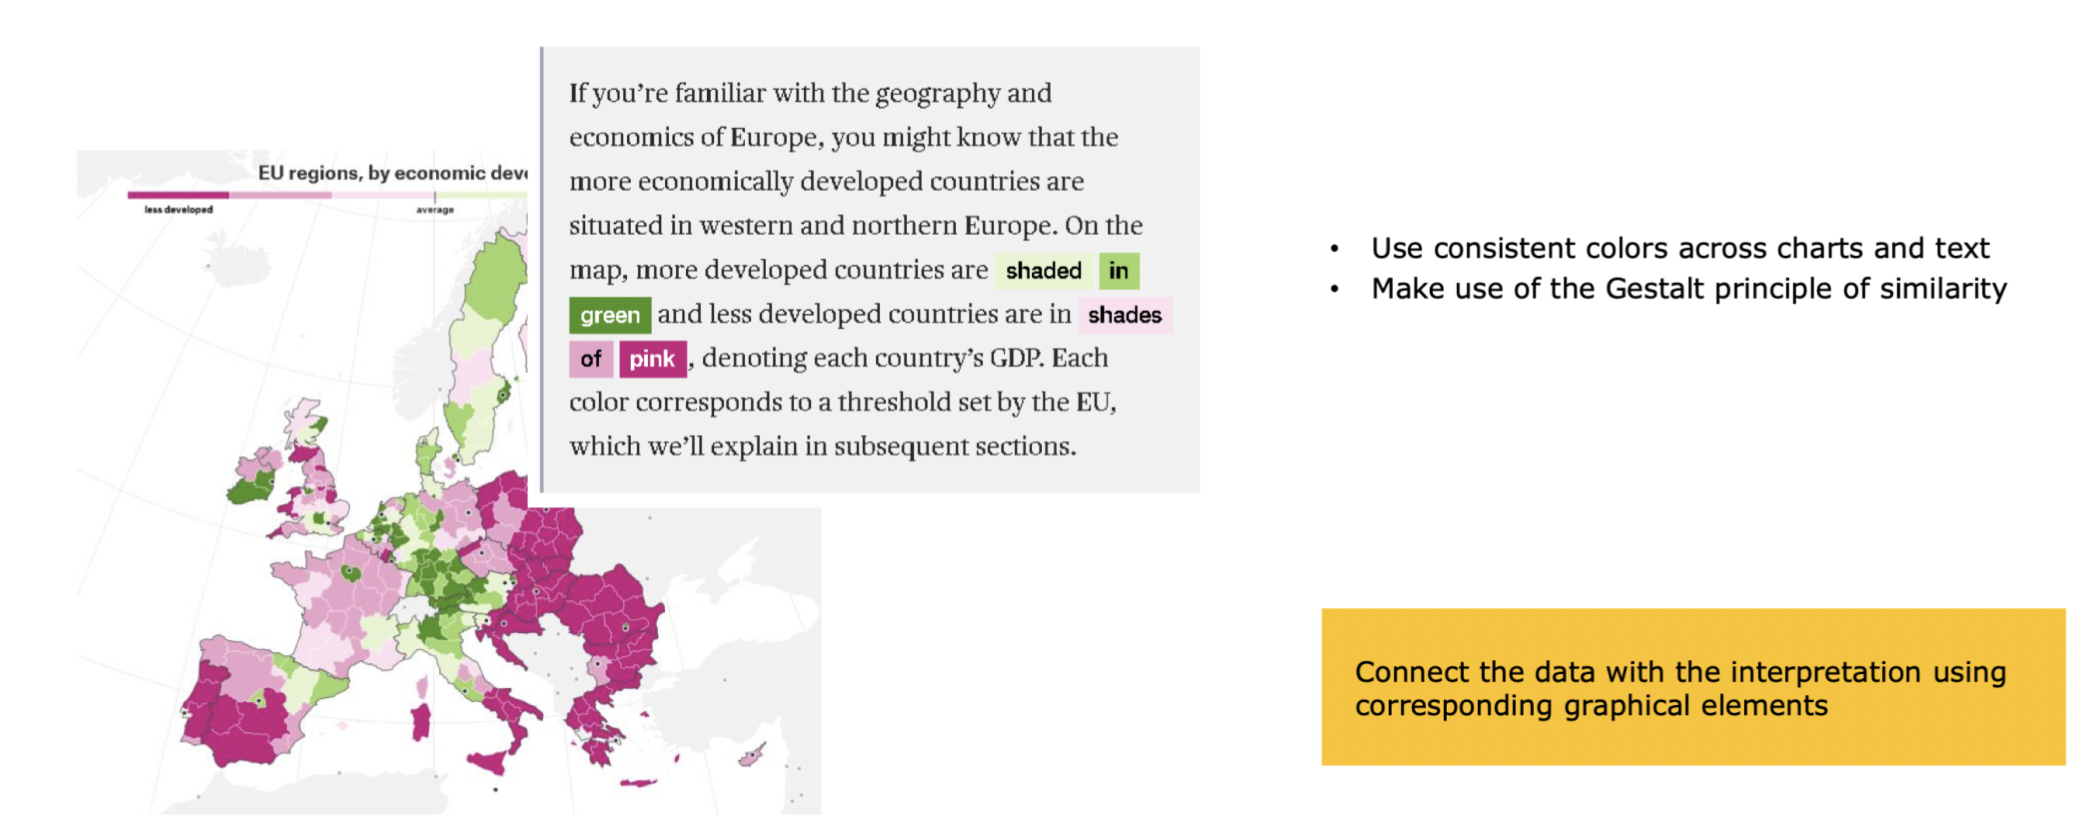 EU regions, by economic deve
less developed
average
If you're familiar with the geography and
economics of Europe, you might know that the
more economically developed countries are
situated in western and northern Europe. On the
map, more developed countries are shaded in
green and less developed countries are in shades
of pink, denoting each country's GDP. Each
color corresponds to a threshold set by the EU,
which we'll explain in subsequent sections.
• Use consistent colors across charts and text
• Make use of the Gestalt principle of similarity
Connect the data with the interpretation using
corresponding graphical elements